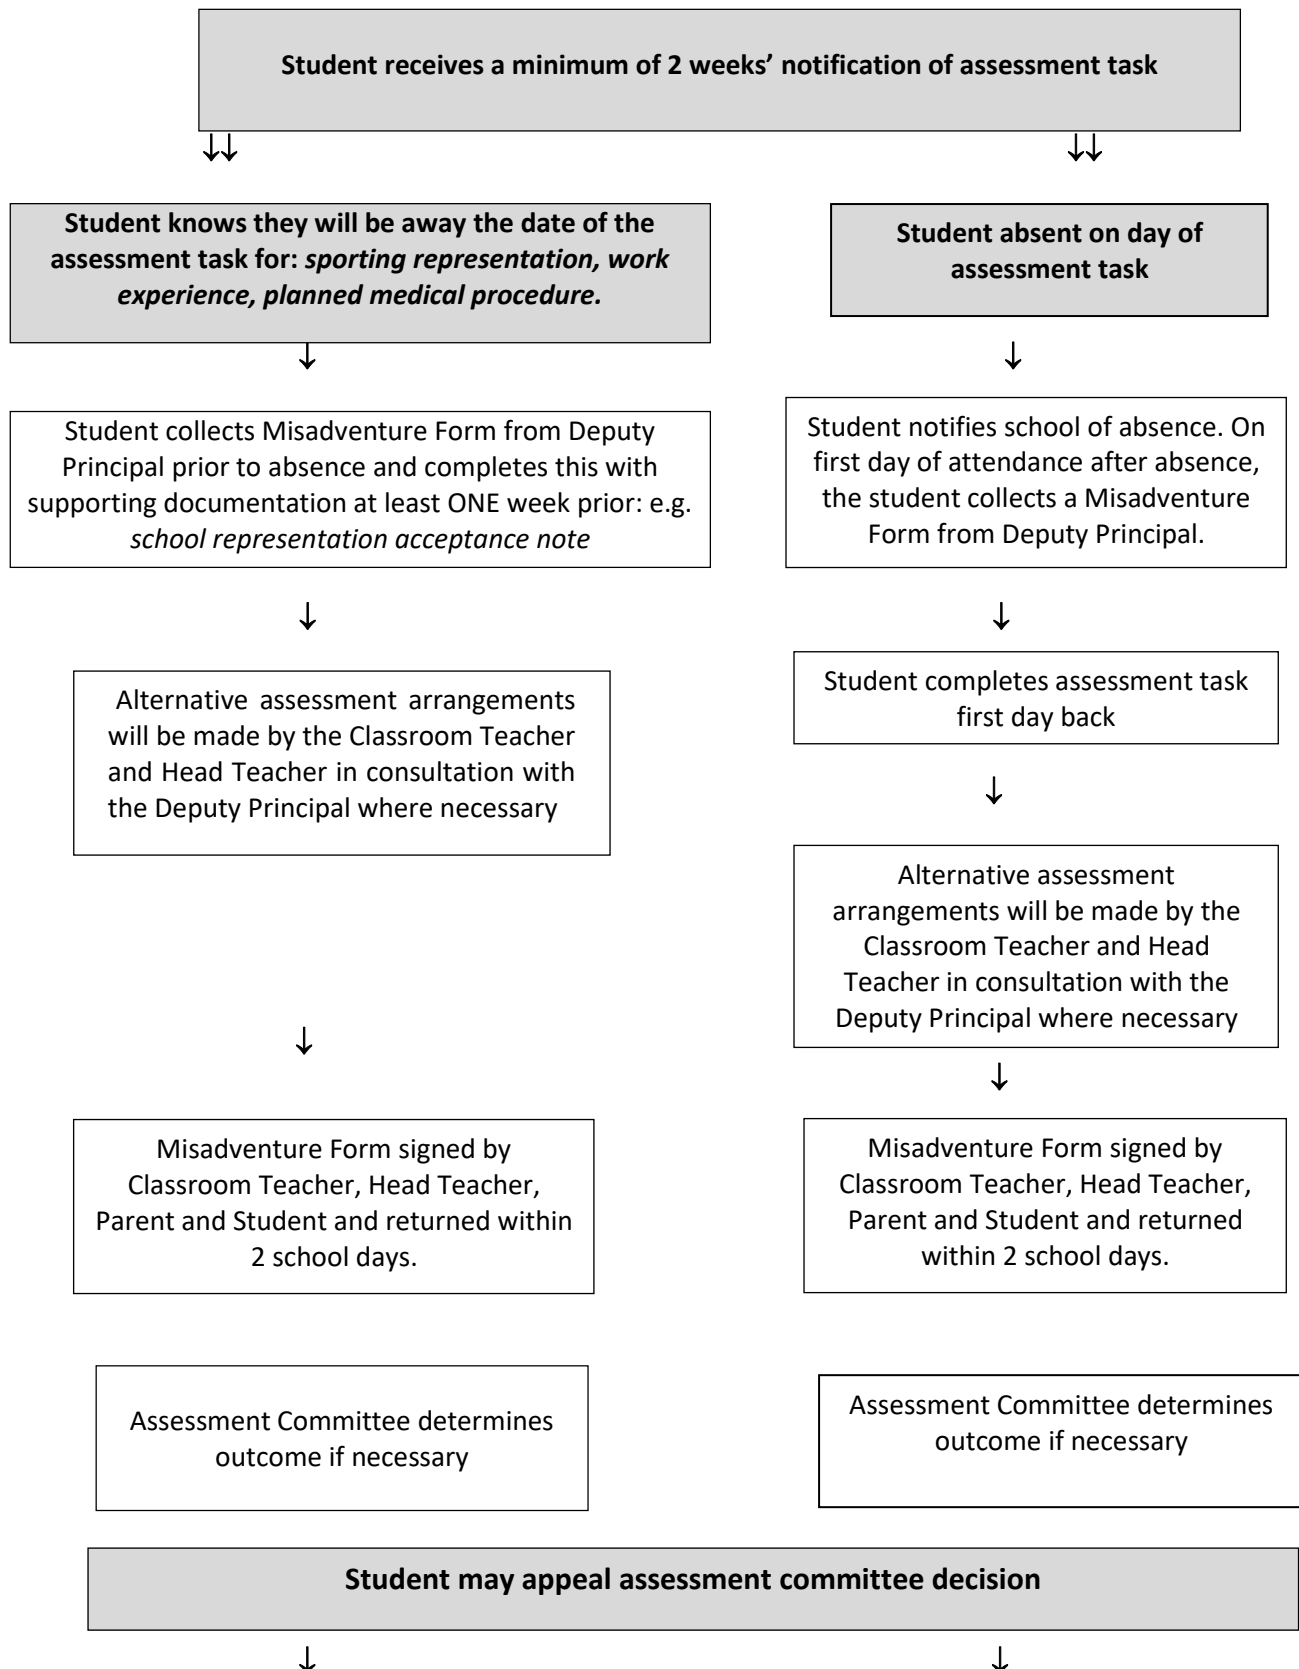 Student receives a minimum of 2 weeks’ notification of assessment task
↓↓ ↓↓
Student knows they will be away the date of the
assessment task for: sporting representation, work
experience, planned medical procedure.
↓
Student collects Misadventure Form from Deputy
Principal prior to absence and completes this with
supporting documentation at least ONE week prior: e.g.
school representation acceptance note
↓
Alternative assessment arrangements
will be made by the Classroom Teacher
and Head Teacher in consultation with
the Deputy Principal where necessary
↓
Misadventure Form signed by
Classroom Teacher, Head Teacher,
Parent and Student and returned within
2 school days.
Assessment Committee determines
outcome if necessary
Student absent on day of
assessment task
↓
Student notifies school of absence. On
first day of attendance after absence,
the student collects a Misadventure
Form from Deputy Principal.
↓
Student completes assessment task
first day back
↓
Alternative assessment
arrangements will be made by the
Classroom Teacher and Head
Teacher in consultation with the
Deputy Principal where necessary
↓
Misadventure Form signed by
Classroom Teacher, Head Teacher,
Parent and Student and returned
within 2 school days.
Assessment Committee determines
outcome if necessary
Student may appeal assessment committee decision
↓ ↓